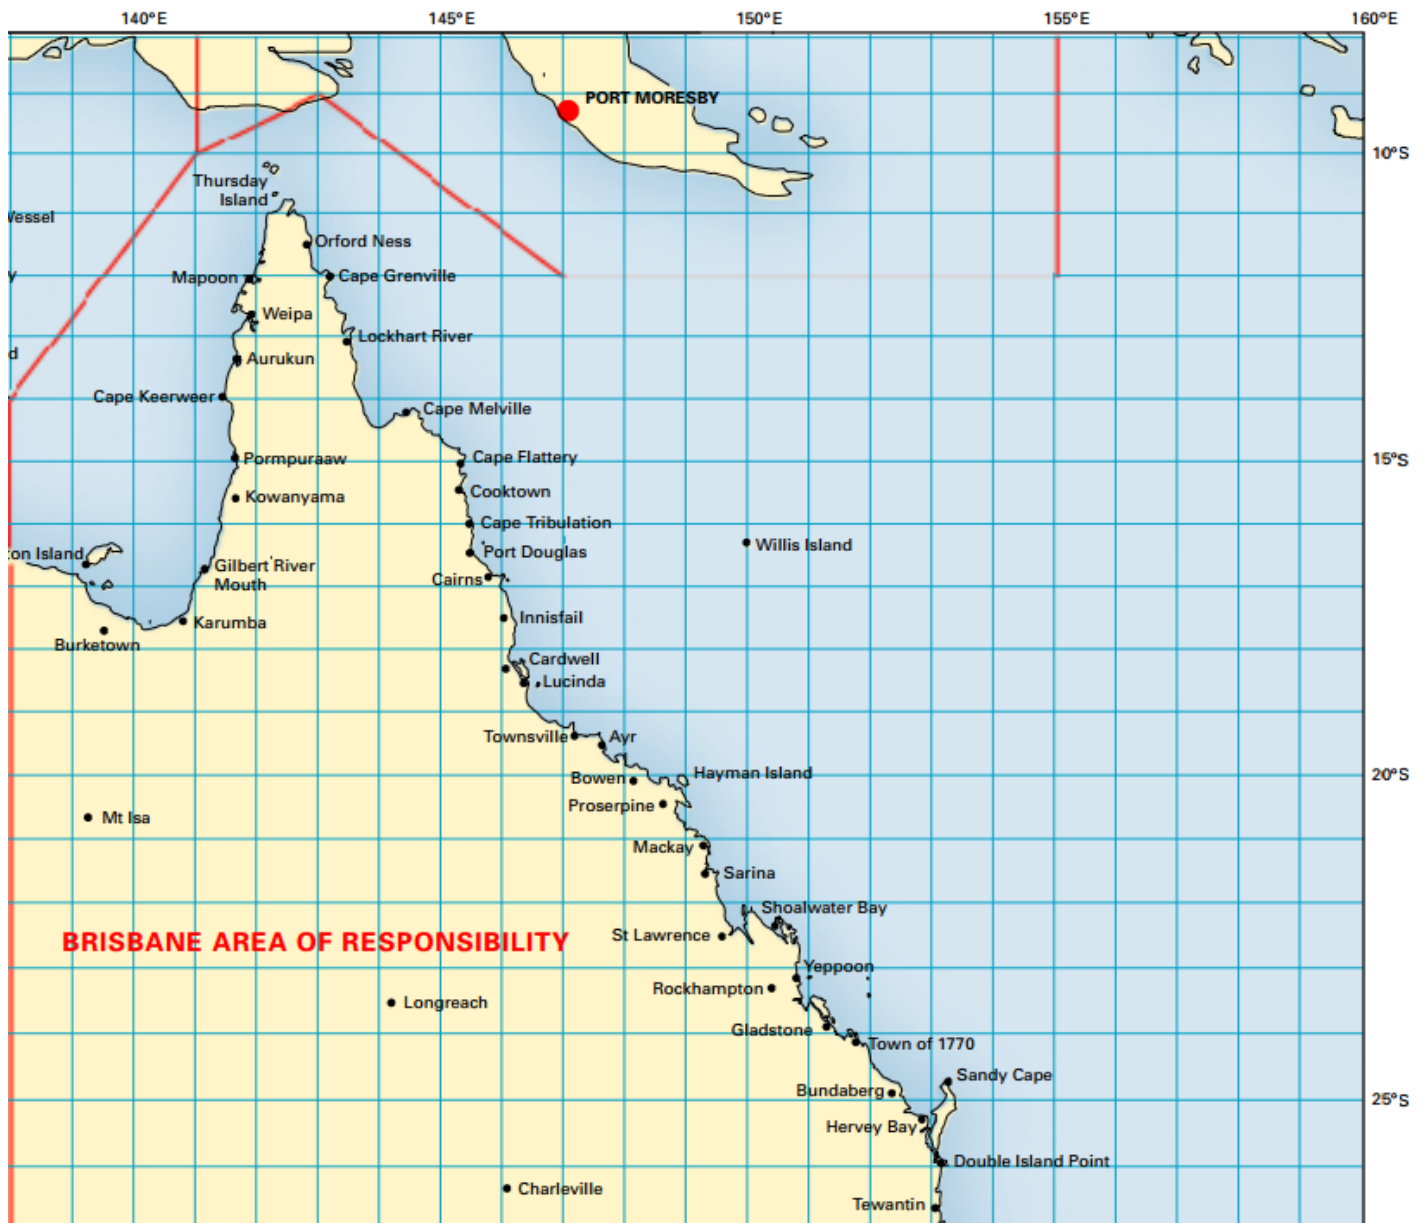 140°E
145°E
150°E
155°E
160°E
PORT MORESBY
10°S
Thursday
Island
Orford Ness
Mapoon
Cape Grenville
Weipa
Lockhart River
Aurukun
Cape Keerweer
Cape Melville
Pormpuraaw
Cape Flattery
15°S
Kowanyama
Cooktown
Cape Tribulation
Willis Island
Port Douglas
ton Island
Gilbert River
Mouth
Cairns
Karumba
Innisfail
Burketown
Cardwell
Lucinda
Townsville
Ayr
Hayman Island
20°S
Bowen
Proserpine
Mt Isa
Mackay
Sarina
Shoalwater Bay
St Lawrence
BRISBANE AREA OF RESPONSIBILITY
Yeppoon
Rockhampton
Longreach
Gladstone
Town of 1770
Sandy Cape
Bundaberg
25°S
Hervey Bay
Double Island Point
Charleville
Tewantin